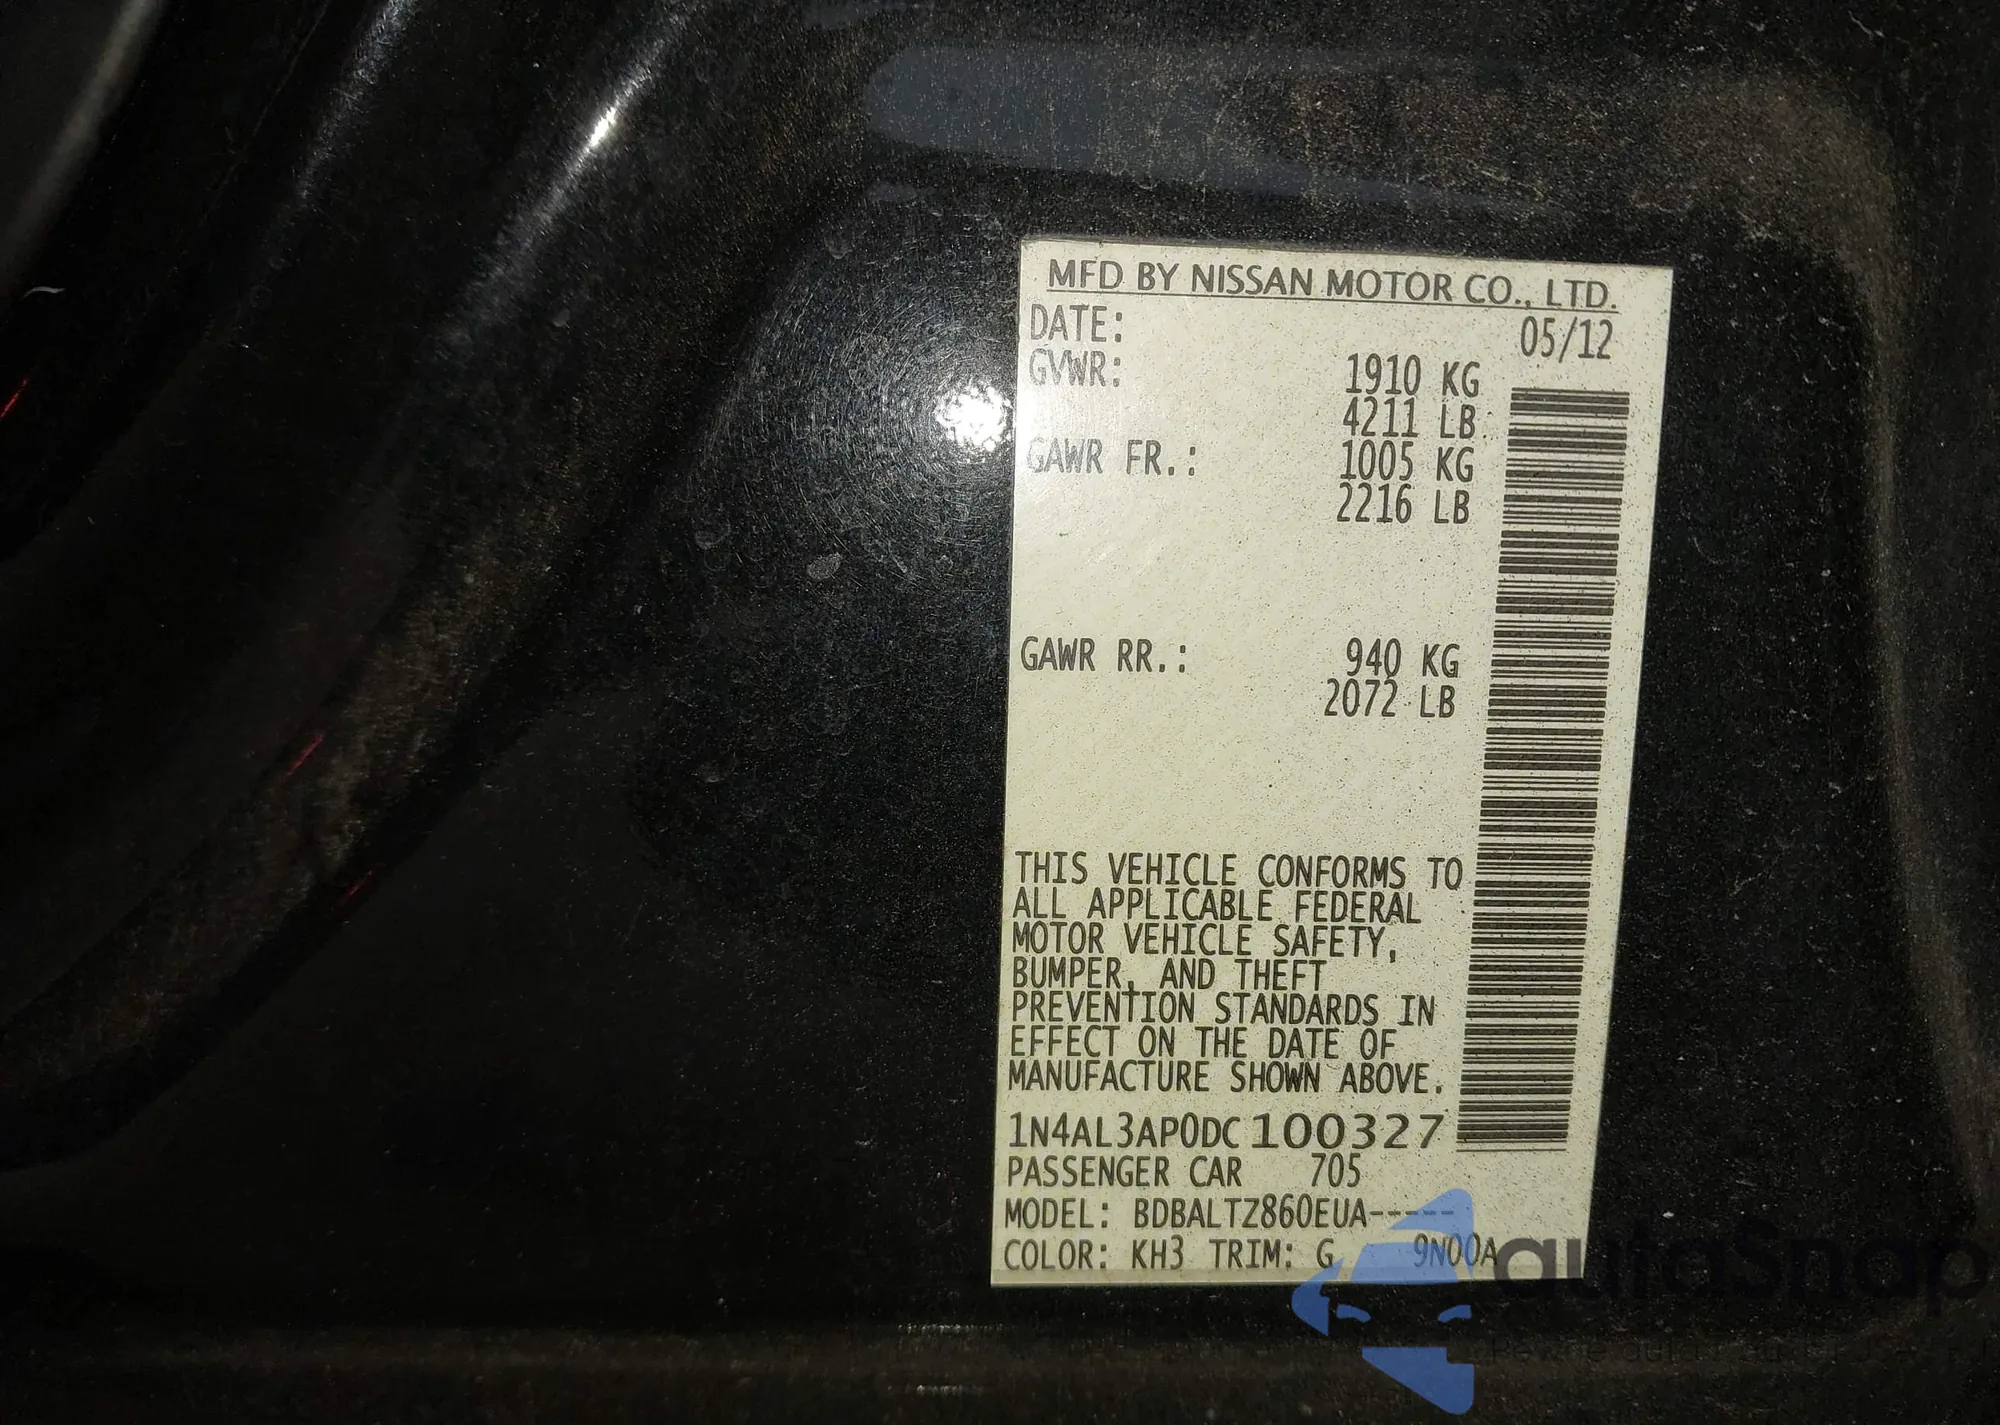 MFD BY NISSAN MOTOR CO., LTD.
DATE: 05/12
GVWR: 1910 KG
4211 LB
GAWR FR.: 1005 KG
2216 LB
GAWR RR.: 940 KG
2072 LB
THIS VEHICLE CONFORMS TO
ALL APPLICABLE FEDERAL
MOTOR VEHICLE SAFETY,
BUMPER, AND THEFT
PREVENTION STANDARDS IN
EFFECT ON THE DATE OF
MANUFACTURE SHOWN ABOVE.
1N4AL3AP0DC100327
PASSENGER CAR 705
MODEL: BDBALTZ860EUA-----
COLOR: KH3 TRIM: G 9N00A
autaSnap